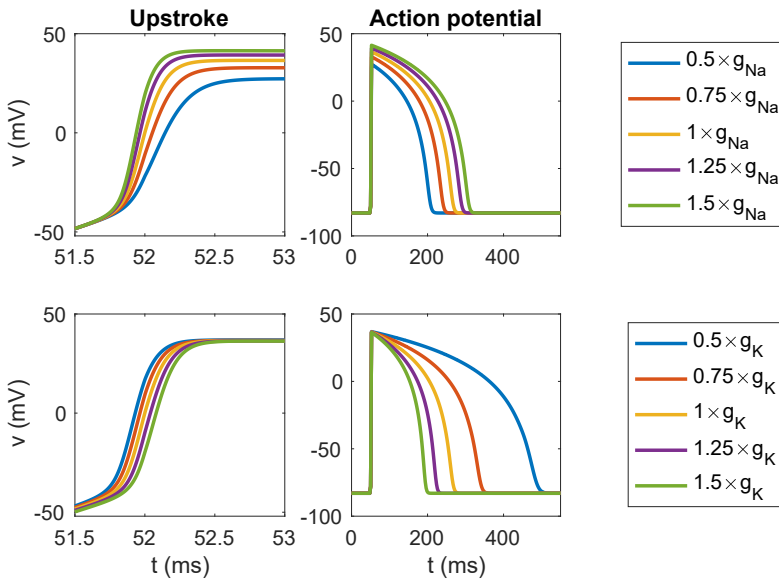 Upstroke
Action potential
50
0
-50
v (mV)
51.5 52 52.5 53
50
0
-50
-100
0 200 400
0.5×gNa
0.75×gNa
1×gNa
1.25×gNa
1.5×gNa
50
0
-50
v (mV)
51.5 52 52.5 53
t (ms)
50
0
-50
-100
0 200 400
t (ms)
0.5×gK
0.75×gK
1×gK
1.25×gK
1.5×gK